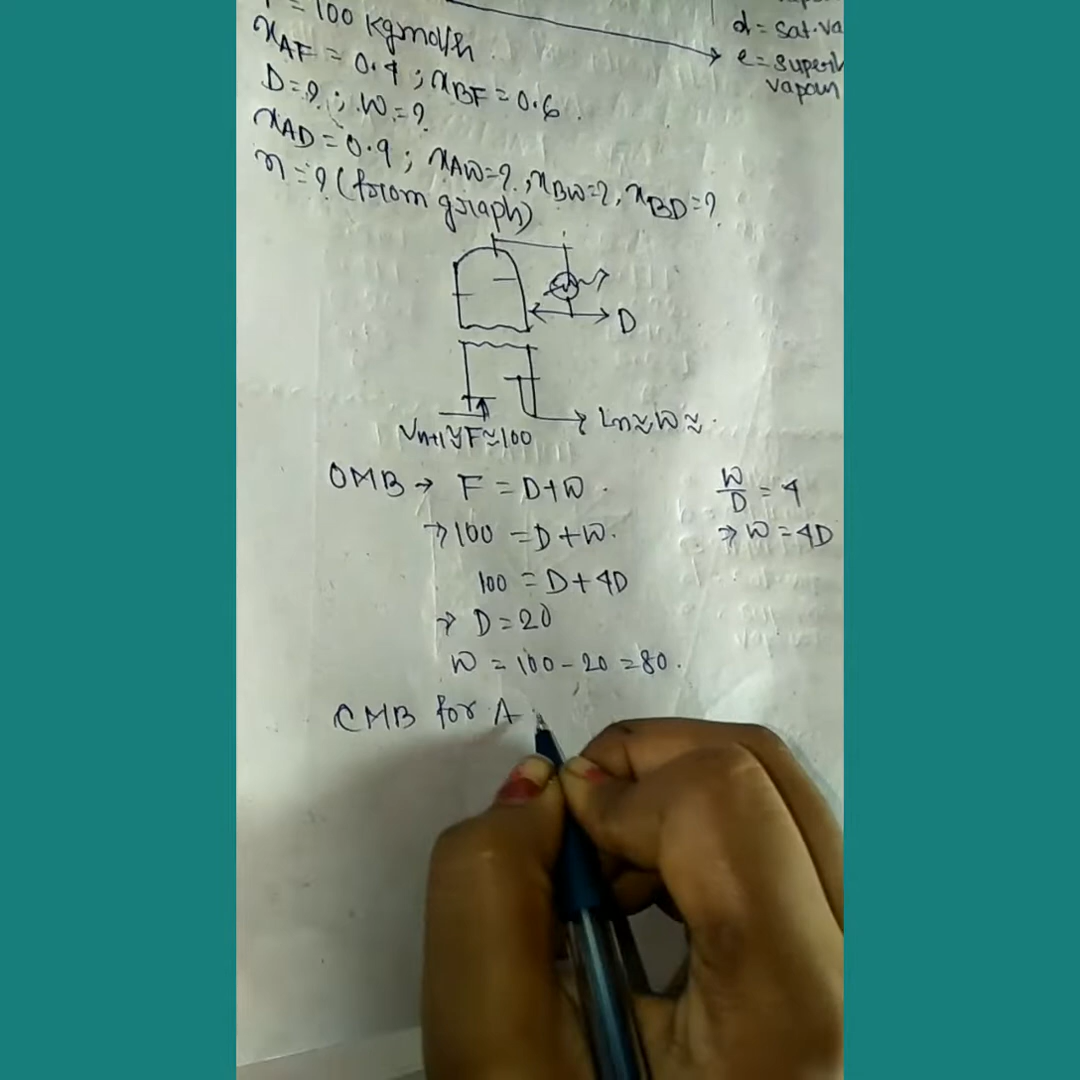 = 100 kgmol/h
xAF = 0.4 ; xBF = 0.6 .
D = ? ; W = ?
xAD = 0.9 ; xAW = ?, xBW = ?, xBD = ?
n = ? (from graph)
d = sat. va
e = superh
vapour
D
Vn+1 ≈ F ≈ 100
Ln ≈ W ≈ .
OMB → F = D+W .
⇒ 100 = D + W .
100 = D + 4D
⇒ D = 20
W = 100 - 20 = 80 .
W/D = 4
⇒ W = 4D
CMB for A